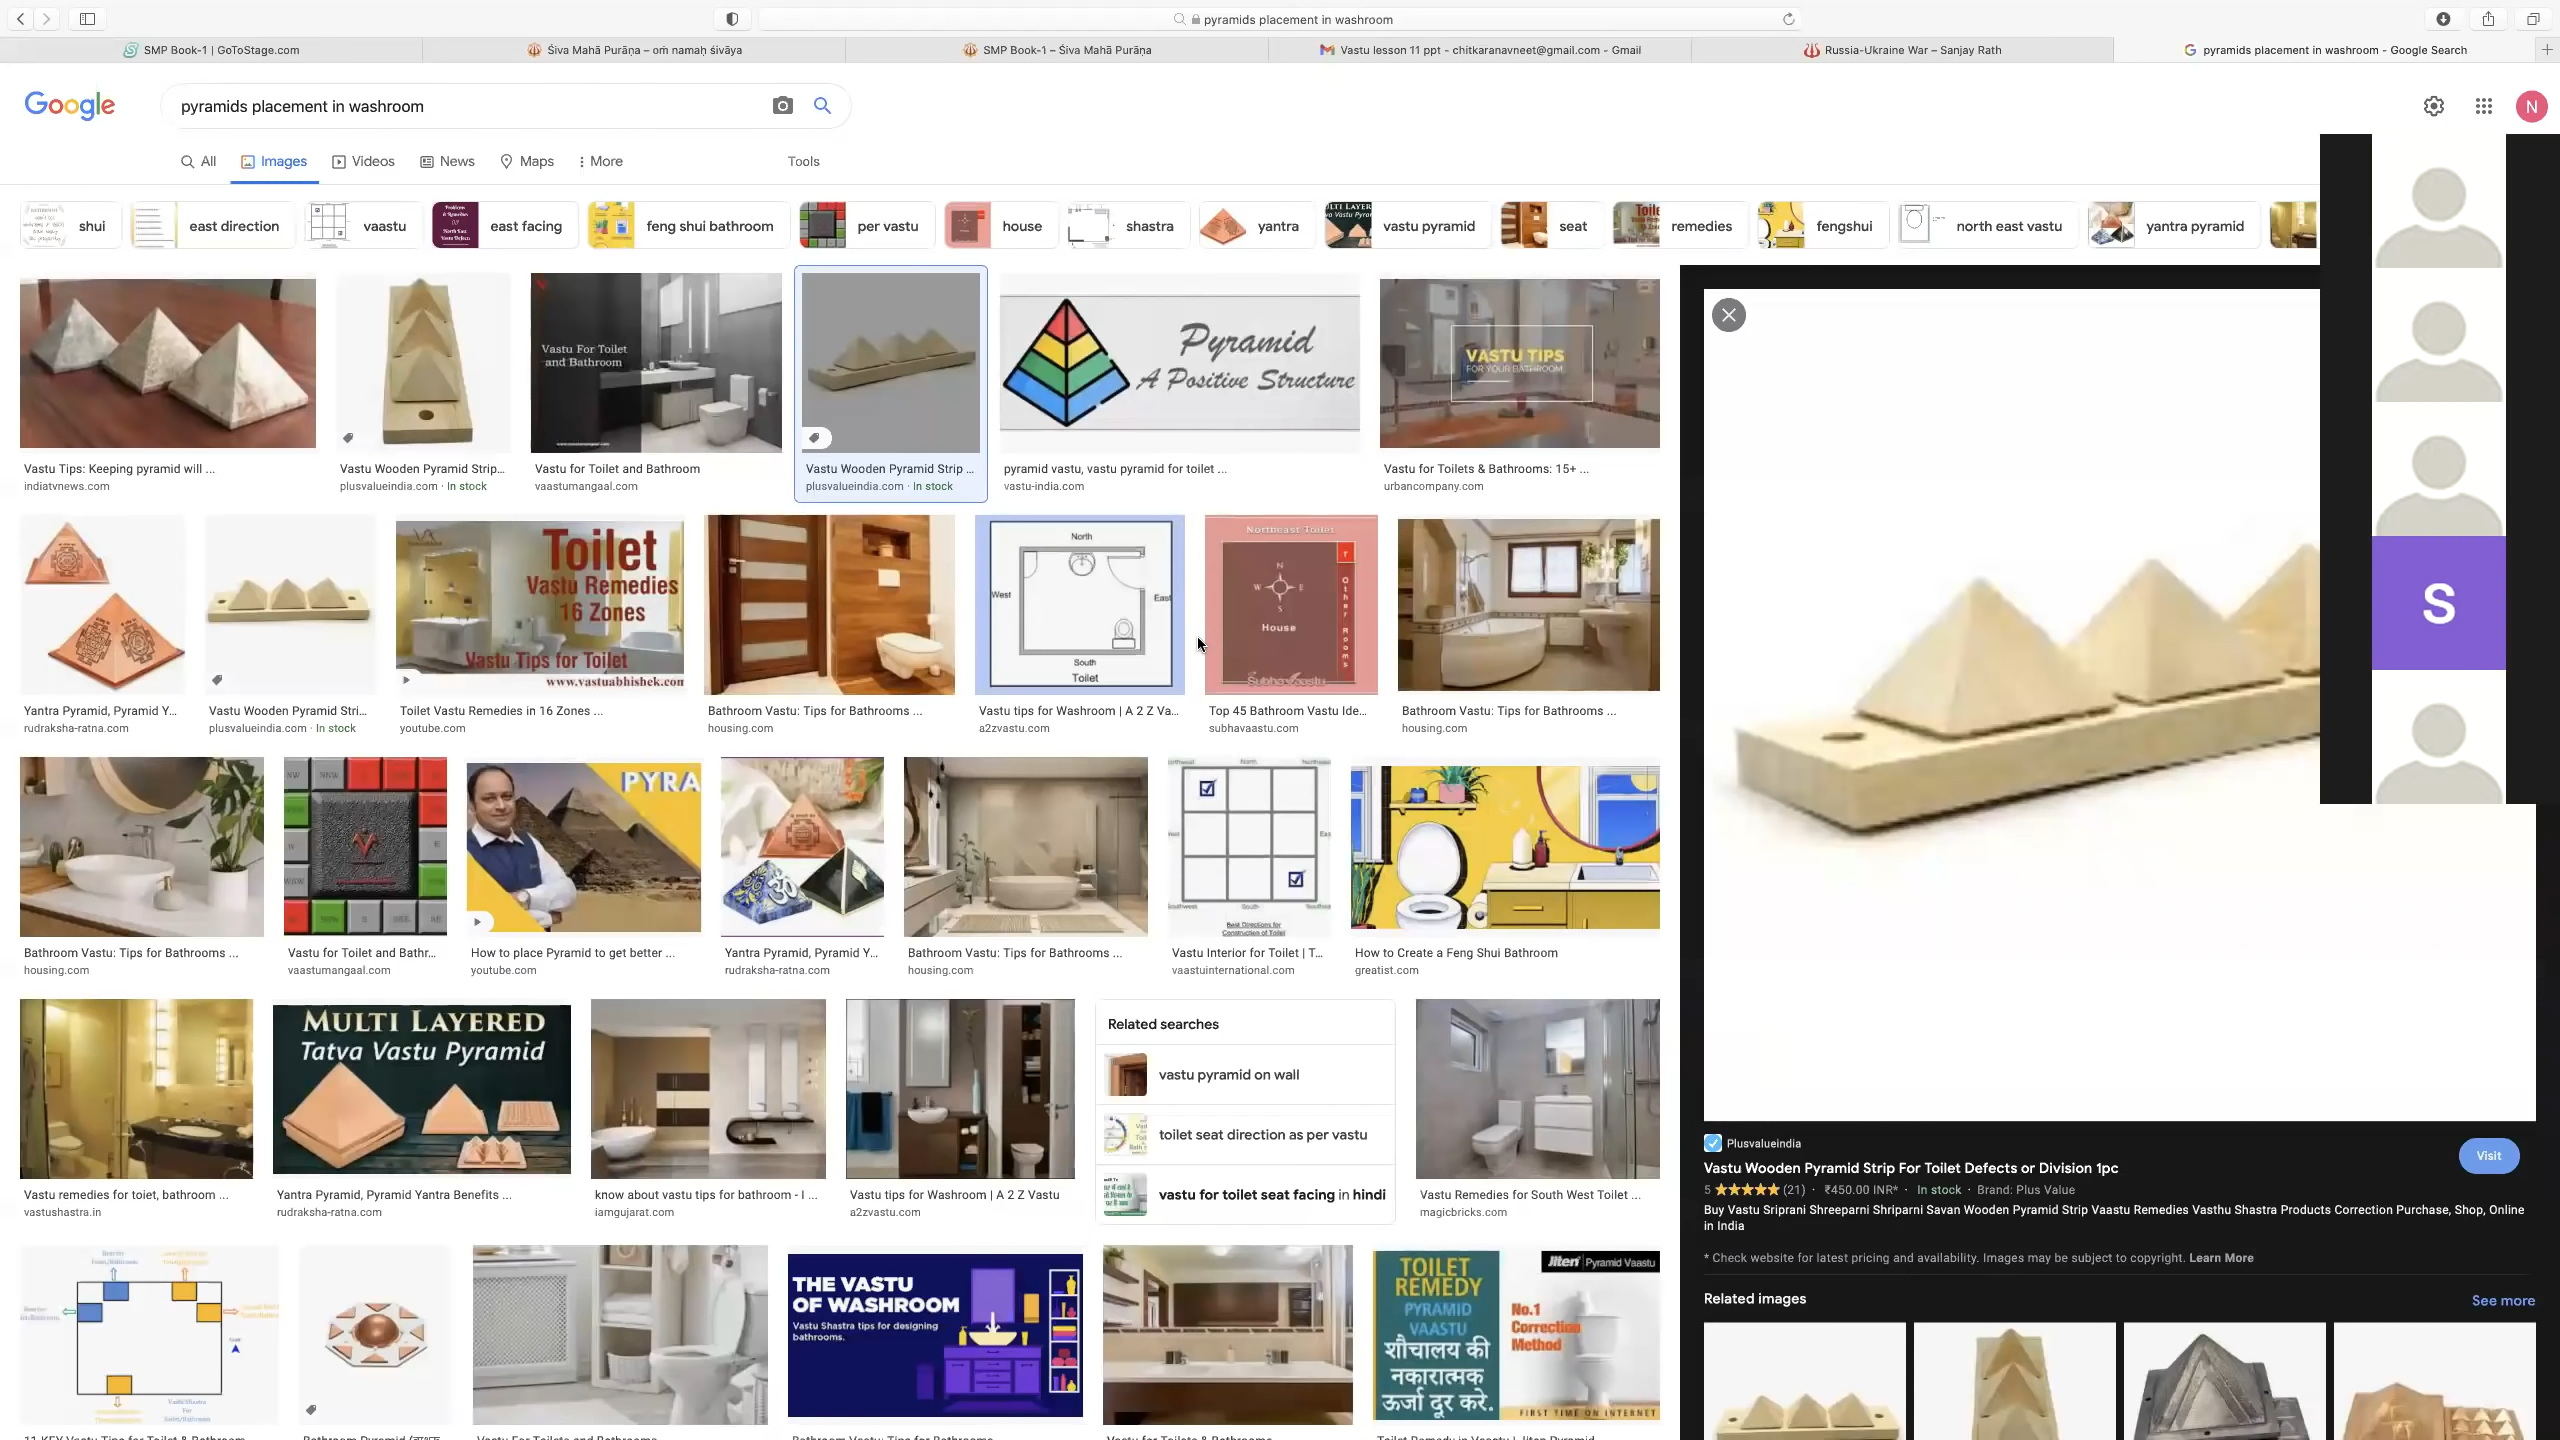 pyramids placement in washroom
SMP Book-1 | GoToStage.com
Śiva Mahā Purāṇa – oṁ namaḥ śivāya
SMP Book-1 – Śiva Mahā Purāṇa
Vastu lesson 11 ppt - chitkaranavneet@gmail.com - Gmail
Russia-Ukraine War – Sanjay Rath
pyramids placement in washroom - Google Search
Google
pyramids placement in washroom
N
All
Images
Videos
News
Maps
More
Tools
shui
east direction
vaastu
east facing
feng shui bathroom
per vastu
house
shastra
yantra
vastu pyramid
seat
remedies
fengshui
north east vastu
yantra pyramid
Vastu For Toilet
and Bathroom
Pyramid
A Positive Structure
VASTU TIPS
FOR YOUR BATHROOM
Vastu Tips: Keeping pyramid will ...
indiatvnews.com
Vastu Wooden Pyramid Strip...
plusvalueindia.com · In stock
Vastu for Toilet and Bathroom
vaastumangaal.com
Vastu Wooden Pyramid Strip ...
plusvalueindia.com · In stock
pyramid vastu, vastu pyramid for toilet ...
vastu-india.com
Vastu for Toilets & Bathrooms: 15+ ...
urbancompany.com
Toilet
Vastu Remedies
16 Zones
Vastu Tips for Toilet
www.vastuabhishek.com
North
West
East
South
Toilet
Northeast Toilet
N
W E
S
House
Other Rooms
Subhavaastu
S
Yantra Pyramid, Pyramid Y...
rudraksha-ratna.com
Vastu Wooden Pyramid Stri...
plusvalueindia.com · In stock
Toilet Vastu Remedies in 16 Zones ...
youtube.com
Bathroom Vastu: Tips for Bathrooms ...
housing.com
Vastu tips for Washroom | A 2 Z Va...
a2zvastu.com
Top 45 Bathroom Vastu Ide...
subhavaastu.com
Bathroom Vastu: Tips for Bathrooms ...
housing.com
PYRA
Best Directions for
Construction of Toilet
Bathroom Vastu: Tips for Bathrooms ...
housing.com
Vastu for Toilet and Bathr...
vaastumangaal.com
How to place Pyramid to get better ...
youtube.com
Yantra Pyramid, Pyramid Y...
rudraksha-ratna.com
Bathroom Vastu: Tips for Bathrooms ...
housing.com
Vastu Interior for Toilet | T...
vaastuinternational.com
How to Create a Feng Shui Bathroom
greatist.com
MULTI LAYERED
Tatva Vastu Pyramid
Related searches
vastu pyramid on wall
toilet seat direction as per vastu
vastu for toilet seat facing in hindi
Vastu remedies for toiet, bathroom ...
vastushastra.in
Yantra Pyramid, Pyramid Yantra Benefits ...
rudraksha-ratna.com
know about vastu tips for bathroom - I ...
iamgujarat.com
Vastu tips for Washroom | A 2 Z Vastu
a2zvastu.com
Vastu Remedies for South West Toilet ...
magicbricks.com
THE VASTU
OF WASHROOM
Vastu Shastra tips for designing
bathrooms.
TOILET
REMEDY
PYRAMID
VAASTU
शौचालय की
नकारात्मक
ऊर्जा दूर करे.
Jiten Pyramid Vaastu
No.1
Correction
Method
FIRST TIME ON INTERNET
Plusvalueindia
Vastu Wooden Pyramid Strip For Toilet Defects or Division 1pc
Visit
5 ★★★★★ (21) · ₹450.00 INR* · In stock · Brand: Plus Value
Buy Vastu Sriprani Shreeparni Shriparni Savan Wooden Pyramid Strip Vaastu Remedies Vasthu Shastra Products Correction Purchase, Shop, Online
in India
* Check website for latest pricing and availability. Images may be subject to copyright. Learn More
Related images
See more